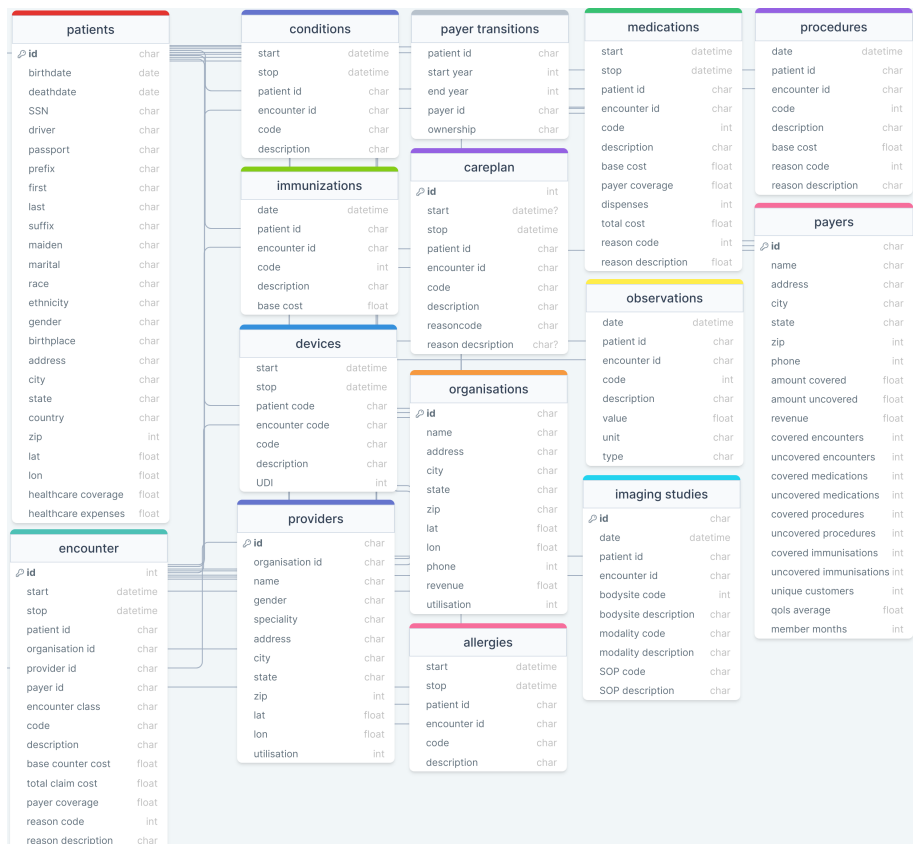 patients
id char
birthdate date
deathdate date
SSN char
driver char
passport char
prefix char
first char
last char
suffix char
maiden char
marital char
race char
ethnicity char
gender char
birthplace char
address char
city char
state char
country char
zip int
lat float
lon float
healthcare coverage float
healthcare expenses float
encounter
id int
start datetime
stop datetime
patient id char
organisation id char
provider id char
payer id char
encounter class char
code char
description char
base counter cost float
total claim cost float
payer coverage float
reason code int
reason description char
conditions
start datetime
stop datetime
patient id char
encounter id char
code char
description char
immunizations
date datetime
patient id char
encounter id char
code int
description char
base cost float
devices
start datetime
stop datetime
patient code char
encounter code char
code char
description char
UDI int
providers
id char
organisation id char
name char
gender char
speciality char
address char
city char
state char
zip int
lat float
lon float
utilisation int
payer transitions
patient id char
start year int
end year int
payer id char
ownership char
careplan
id int
start datetime?
stop datetime
patient id char
encounter id char
code char
description char
reasoncode char
reason decsription char?
organisations
id char
name char
address char
city char
state char
zip char
lat float
lon float
phone int
revenue float
utilisation int
allergies
start datetime
stop datetime
patient id char
encounter id char
code char
description char
medications
start datetime
stop datetime
patient id char
encounter id char
code int
description char
base cost float
payer coverage float
dispenses int
total cost float
reason code int
reason description float
observations
date datetime
patient id char
encounter id char
code int
description char
value float
unit char
type char
imaging studies
id char
date datetime
patient id char
encounter id char
bodysite code int
bodysite description char
modality code char
modality description char
SOP code char
SOP description char
procedures
date datetime
patient id char
encounter id char
code int
description char
base cost float
reason code int
reason description char
payers
id char
name char
address char
city char
state char
zip int
phone int
amount covered float
amount uncovered float
revenue float
covered encounters int
uncovered encounters int
covered medications int
uncovered medications int
covered procedures int
uncovered procedures int
covered immunisations int
uncovered immunisations int
unique customers int
qols average float
member months int